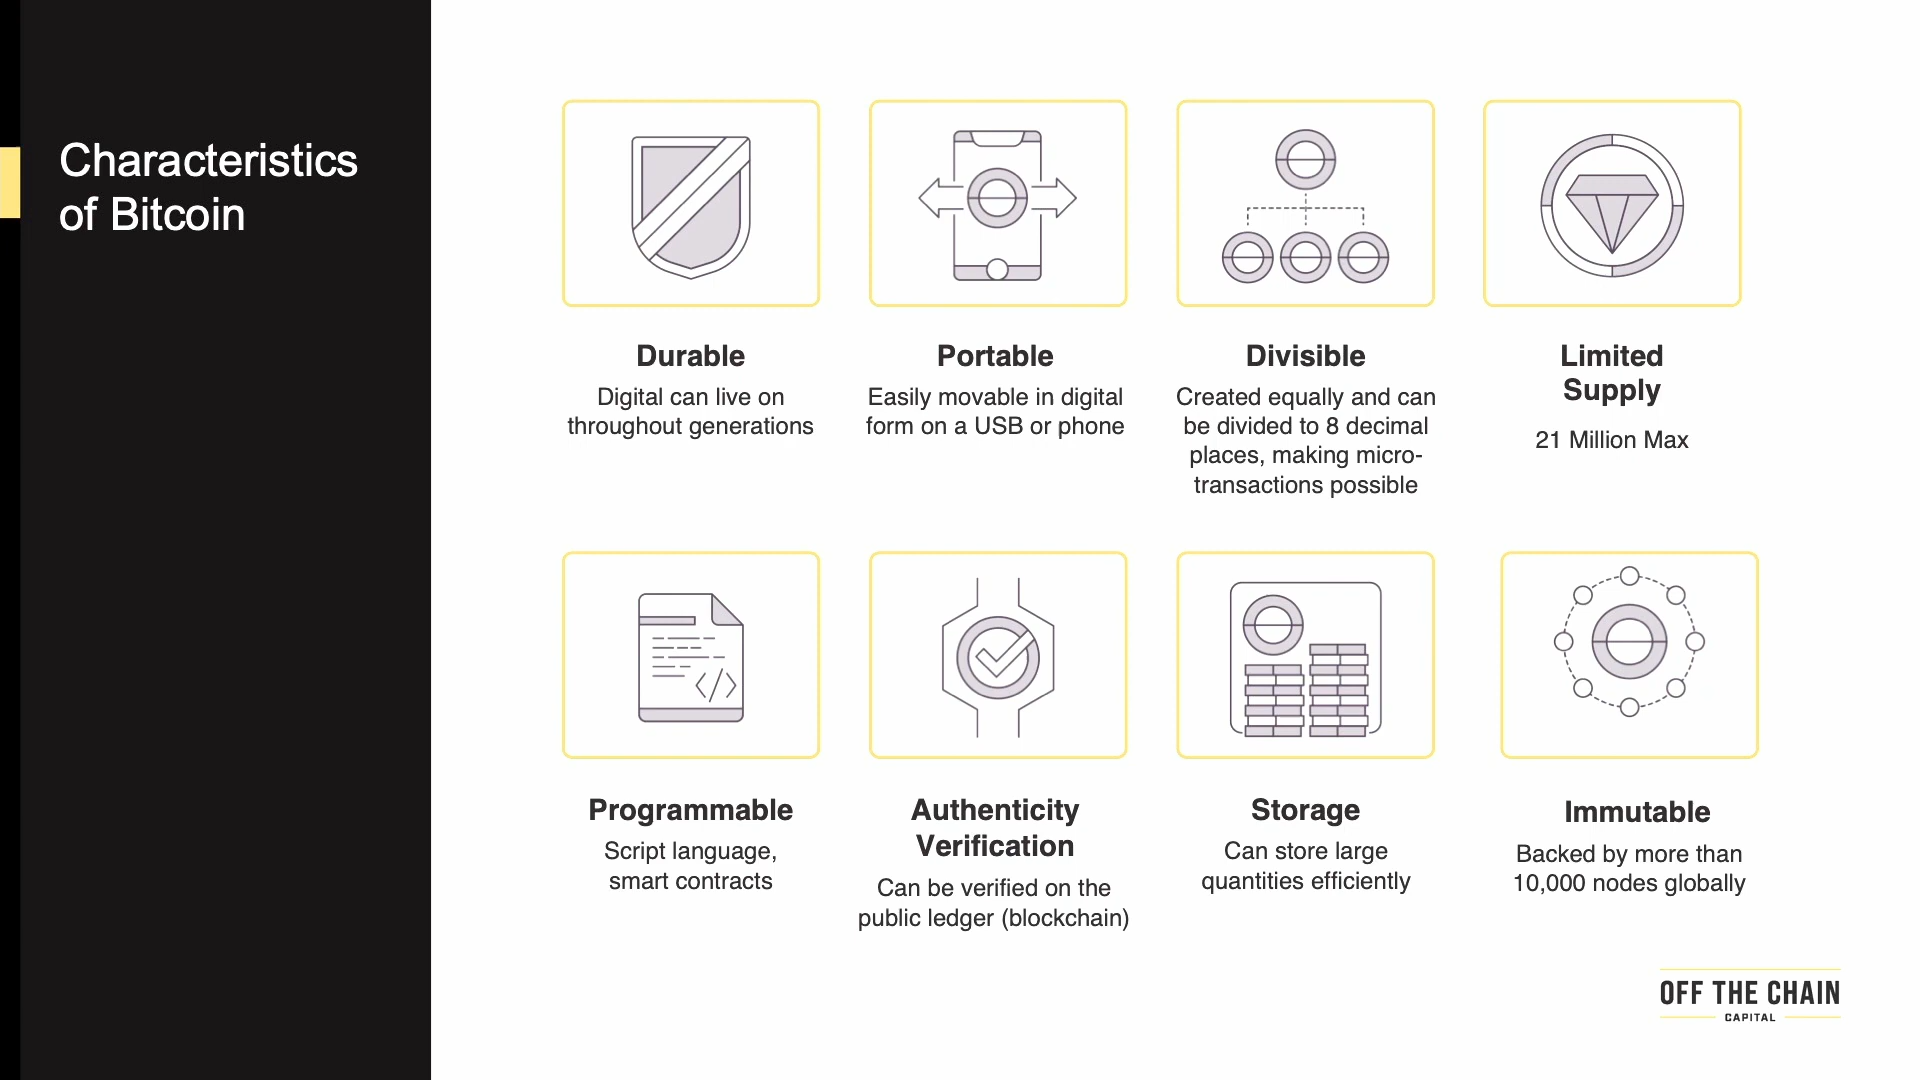 Characteristics
of Bitcoin
Durable
Digital can live on
throughout generations
Portable
Easily movable in digital
form on a USB or phone
Divisible
Created equally and can
be divided to 8 decimal
places, making micro-
transactions possible
Limited
Supply
21 Million Max
Programmable
Script language,
smart contracts
Authenticity
Verification
Can be verified on the
public ledger (blockchain)
Storage
Can store large
quantities efficiently
Immutable
Backed by more than
10,000 nodes globally
OFF THE CHAIN
CAPITAL